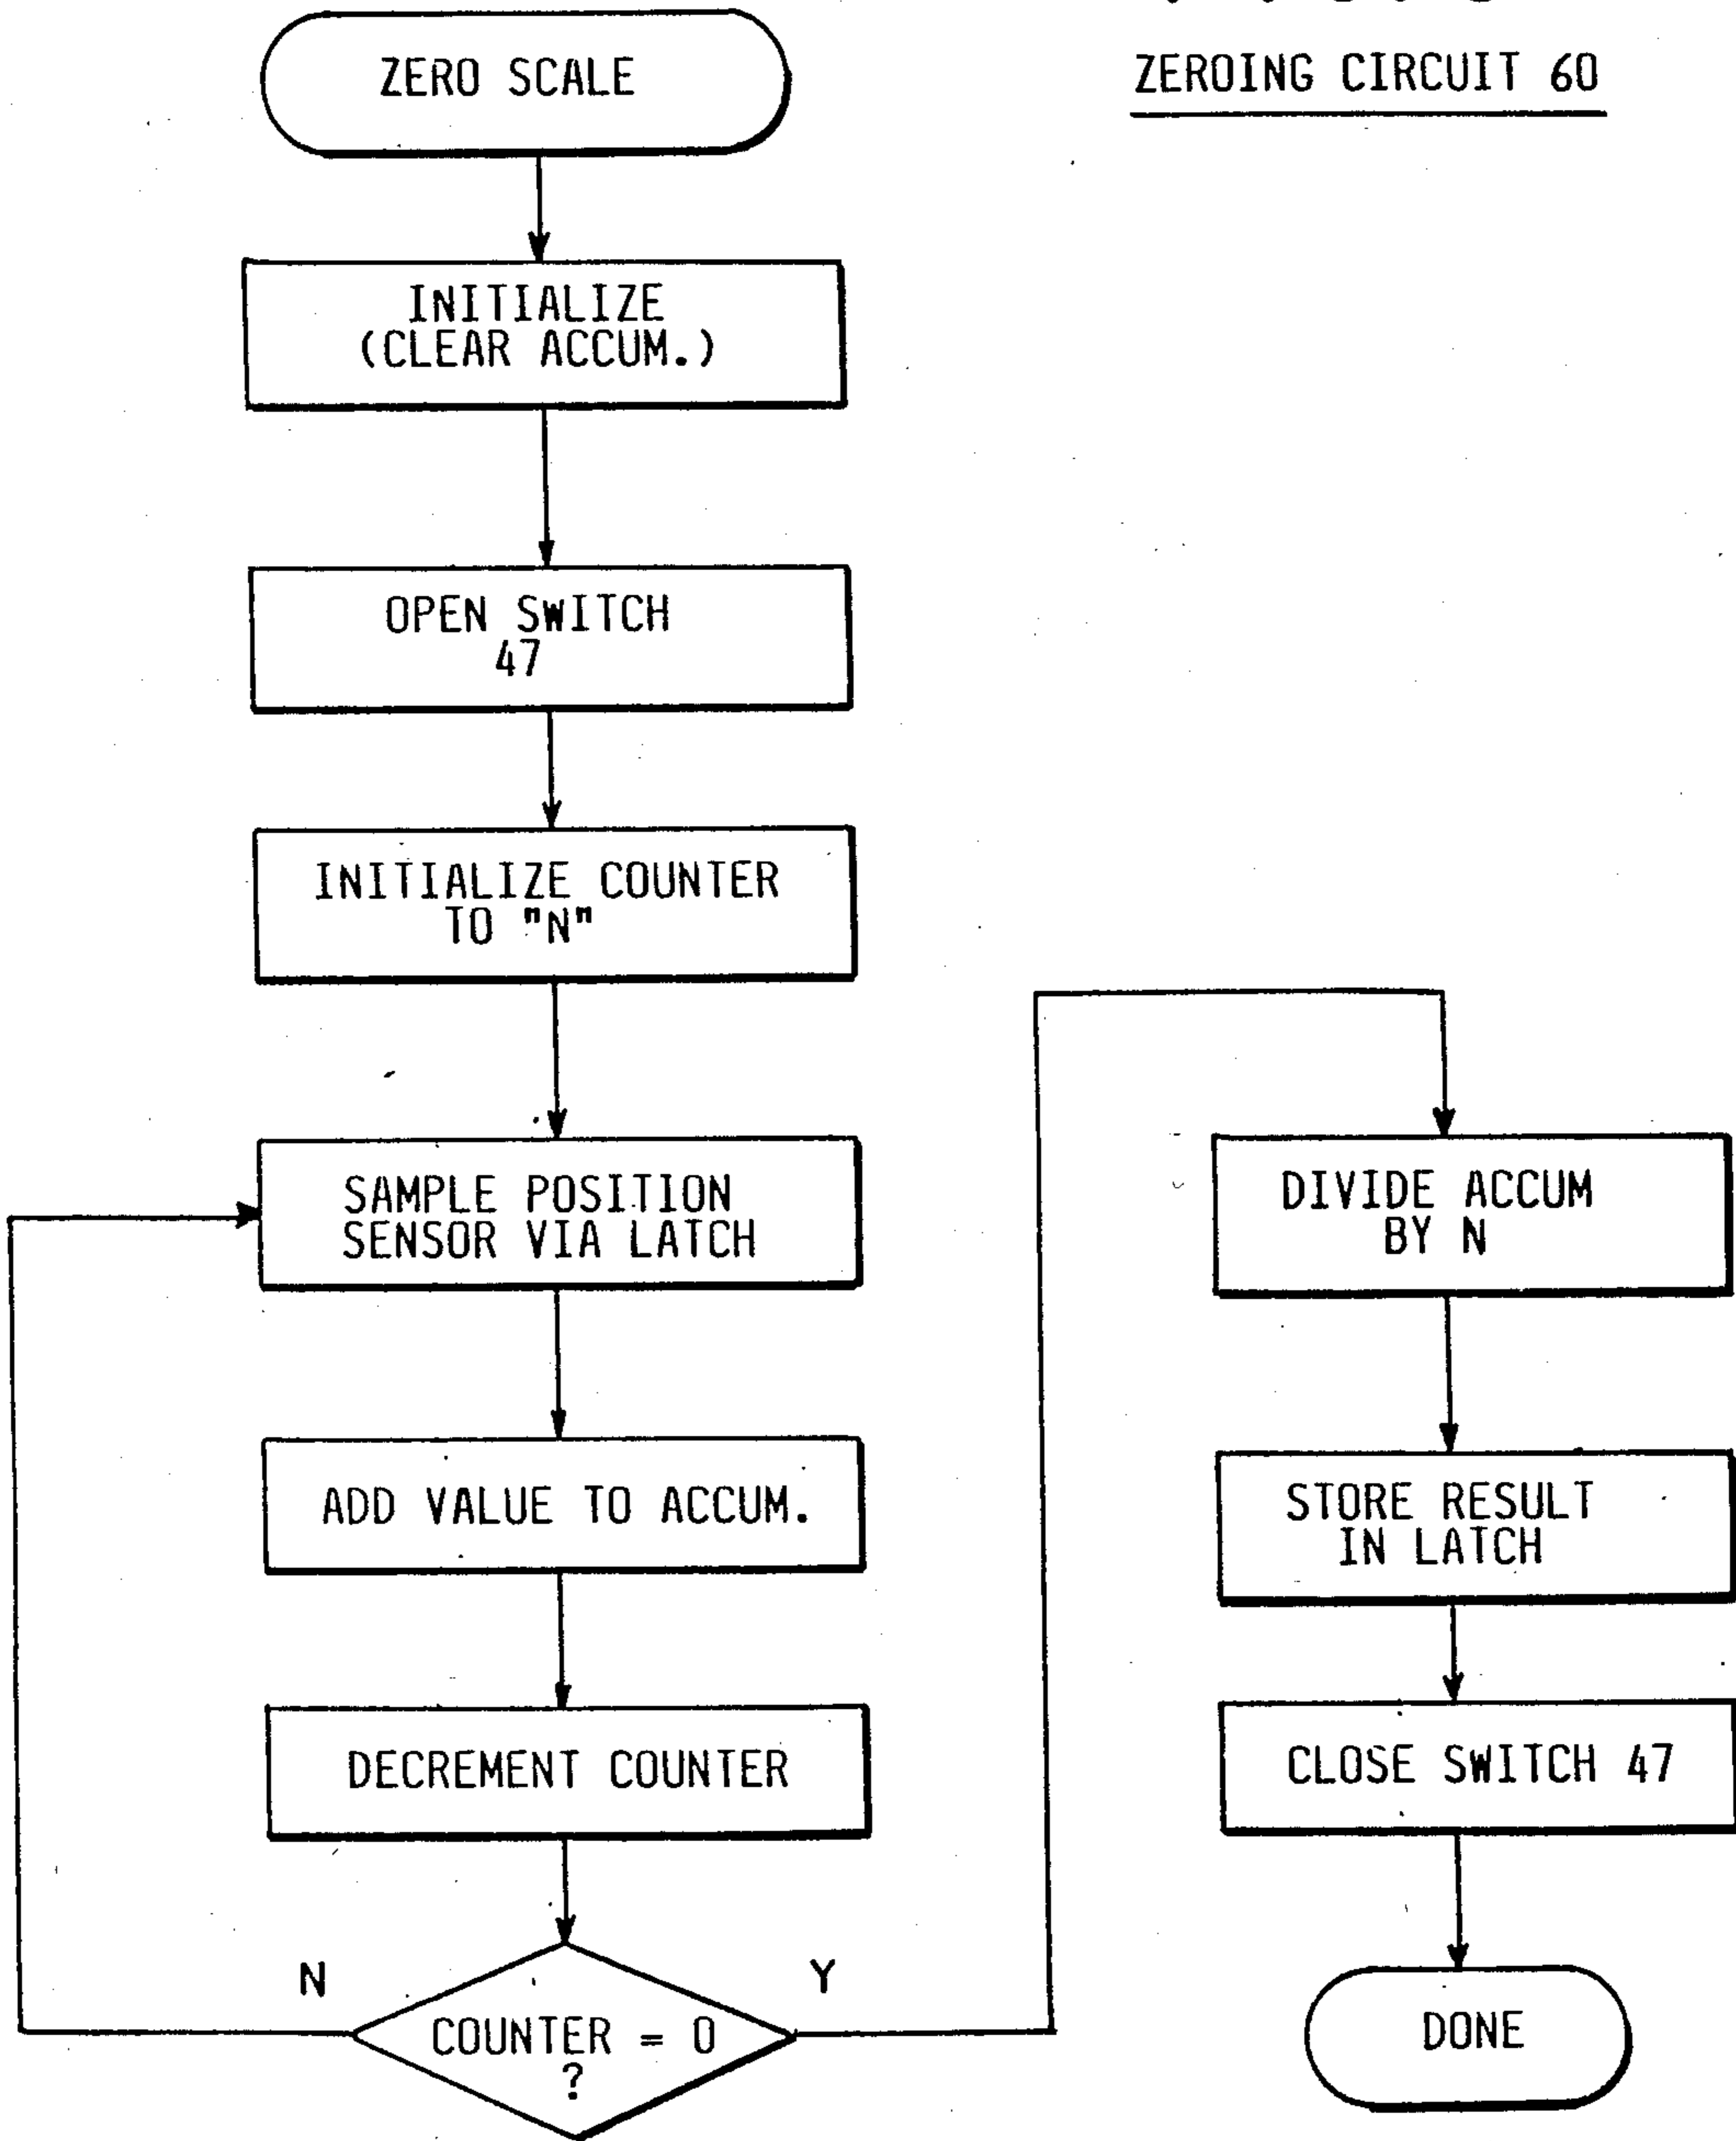 ZEROING CIRCUIT 60
ZERO SCALE
INITIALIZE
(CLEAR ACCUM.)
OPEN SWITCH
47
INITIALIZE COUNTER
TO "N"
SAMPLE POSITION
SENSOR VIA LATCH
ADD VALUE TO ACCUM.
DECREMENT COUNTER
N
Y
COUNTER = 0
?
DIVIDE ACCUM
BY N
STORE RESULT
IN LATCH
CLOSE SWITCH 47
DONE